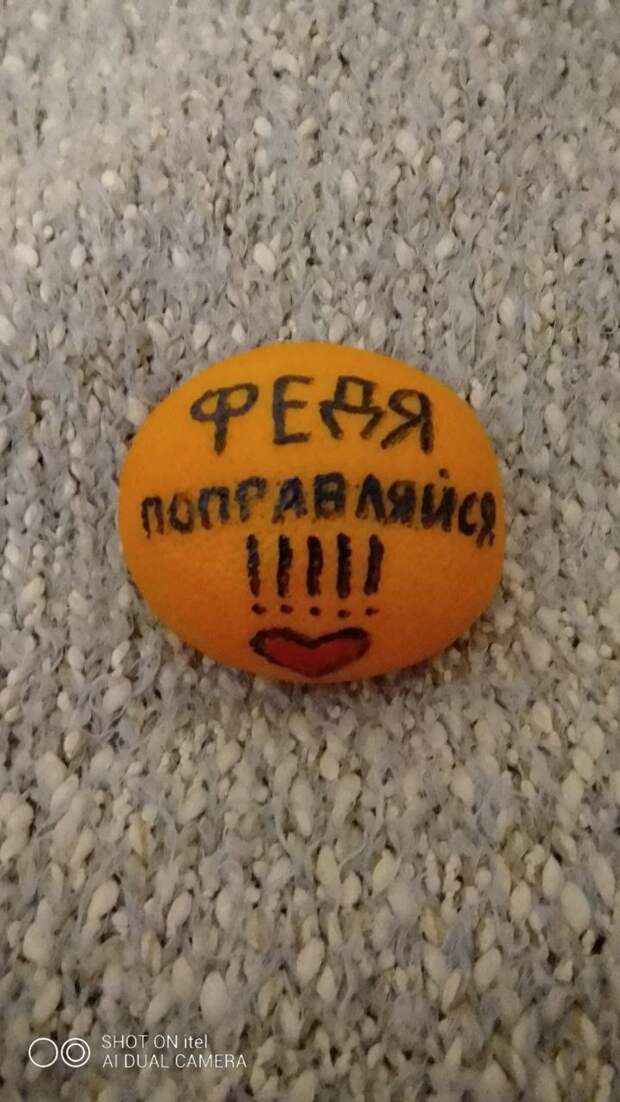 ФЕДЯ
ПОПРАВЛЯЙСЯ
!!!!!
SHOT ON itel
AI DUAL CAMERA